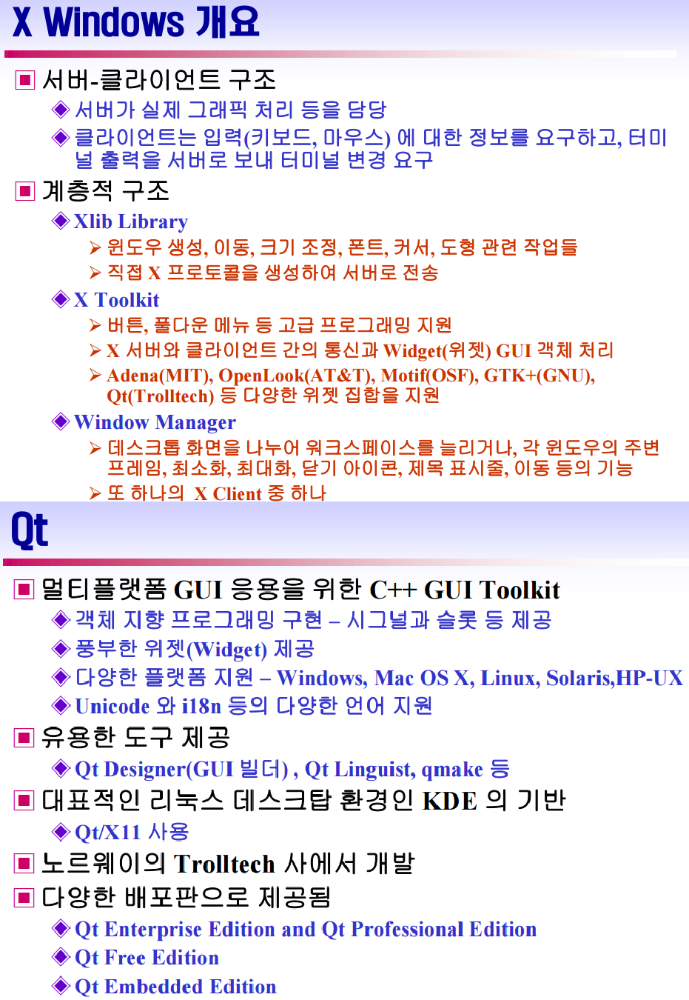 X Windows 개요
서버-클라이언트 구조
서버가 실제 그래픽 처리 등을 담당
클라이언트는 입력(키보드, 마우스) 에 대한 정보를 요구하고, 터미
널 출력을 서버로 보내 터미널 변경 요구
계층적 구조
Xlib Library
윈도우 생성, 이동, 크기 조정, 폰트, 커서, 도형 관련 작업들
직접 X 프로토콜을 생성하여 서버로 전송
X Toolkit
버튼, 풀다운 메뉴 등 고급 프로그래밍 지원
X 서버와 클라이언트 간의 통신과 Widget(위젯) GUI 객체 처리
Adena(MIT), OpenLook(AT&T), Motif(OSF), GTK+(GNU),
Qt(Trolltech) 등 다양한 위젯 집합을 지원
Window Manager
데스크톱 화면을 나누어 워크스페이스를 늘리거나, 각 윈도우의 주변
프레임, 최소화, 최대화, 닫기 아이콘, 제목 표시줄, 이동 등의 기능
또 하나의 X Client 중 하나
Qt
멀티플랫폼 GUI 응용을 위한 C++ GUI Toolkit
객체 지향 프로그래밍 구현 – 시그널과 슬롯 등 제공
풍부한 위젯(Widget) 제공
다양한 플랫폼 지원 – Windows, Mac OS X, Linux, Solaris,HP-UX
Unicode 와 i18n 등의 다양한 언어 지원
유용한 도구 제공
Qt Designer(GUI 빌더) , Qt Linguist, qmake 등
대표적인 리눅스 데스크탑 환경인 KDE 의 기반
Qt/X11 사용
노르웨이의 Trolltech 사에서 개발
다양한 배포판으로 제공됨
Qt Enterprise Edition and Qt Professional Edition
Qt Free Edition
Qt Embedded Edition